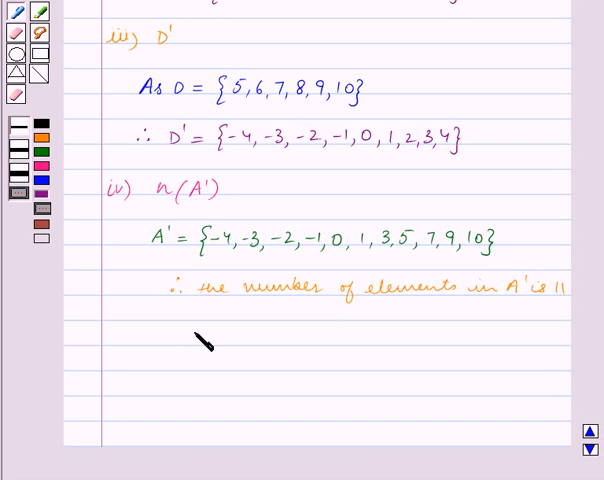 iii) D'
As D = {5, 6, 7, 8, 9, 10}
∴ D' = {-4, -3, -2, -1, 0, 1, 2, 3, 4}
iv) n(A')
A' = {-4, -3, -2, -1, 0, 1, 3, 5, 7, 9, 10}
∴ the number of elements in A' is 11